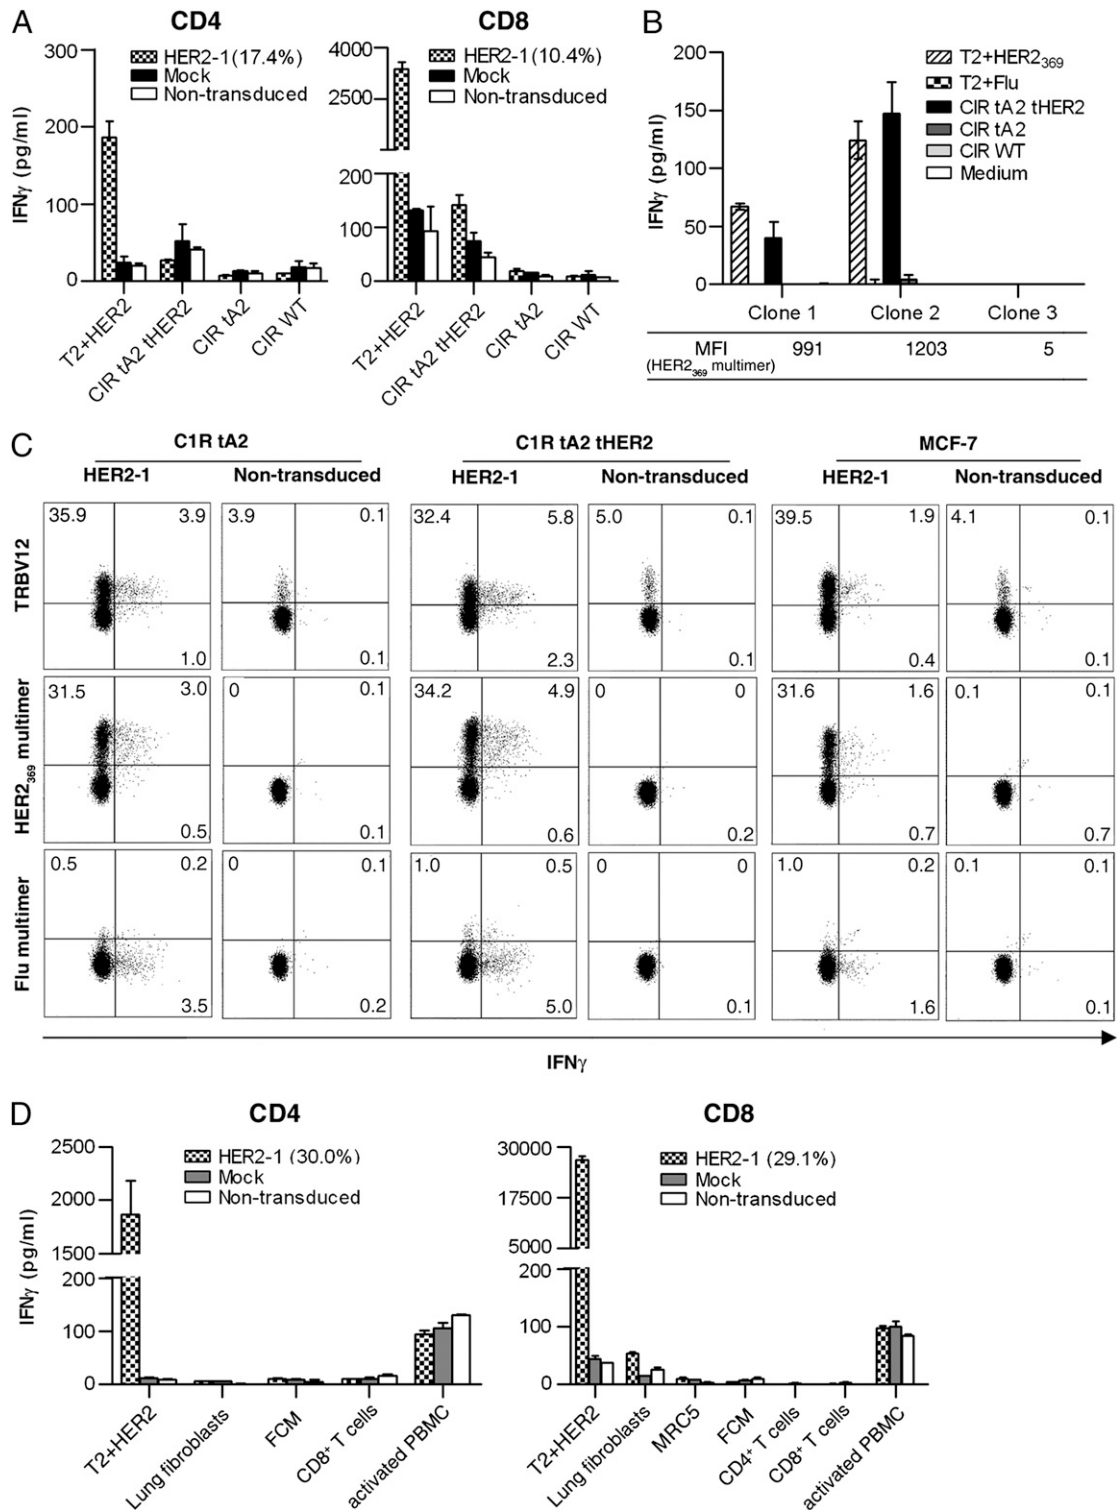 A
CD4
CD8
B
300
200
100
0
IFNγ (pg/ml)
HER2-1 (17.4%)
Mock
Non-transduced
T2+HER2
CIR tA2 tHER2
CIR tA2
CIR WT
4000
2500
200
100
0
HER2-1 (10.4%)
Mock
Non-transduced
T2+HER2
CIR tA2 tHER2
CIR tA2
CIR WT
200
150
100
50
0
IFNγ (pg/ml)
T2+HER2369
T2+Flu
CIR tA2 tHER2
CIR tA2
CIR WT
Medium
Clone 1 Clone 2 Clone 3
MFI 991 1203 5
(HER2369 multimer)
C
C1R tA2 C1R tA2 tHER2 MCF-7
HER2-1 Non-transduced HER2-1 Non-transduced HER2-1 Non-transduced
TRBV12
35.9 3.9 3.9 0.1 32.4 5.8 5.0 0.1 39.5 1.9 4.1 0.1
1.0 0.1 2.3 0.1 0.4 0.1
HER2369 multimer
31.5 3.0 0 0.1 34.2 4.9 0 0 31.6 1.6 0.1 0.1
0.5 0.1 0.6 0.2 0.7 0.7
Flu multimer
0.5 0.2 0 0.1 1.0 0.5 0 0 1.0 0.2 0.1 0.1
3.5 0.2 5.0 0.1 1.6 0.1
IFNγ
D
CD4
CD8
2500
2000
1500
200
100
0
IFNγ (pg/ml)
HER2-1 (30.0%)
Mock
Non-transduced
T2+HER2
Lung fibroblasts
FCM
CD8+ T cells
activated PBMC
30000
17500
5000
200
100
0
HER2-1 (29.1%)
Mock
Non-transduced
T2+HER2
Lung fibroblasts
MRC5
FCM
CD4+ T cells
CD8+ T cells
activated PBMC